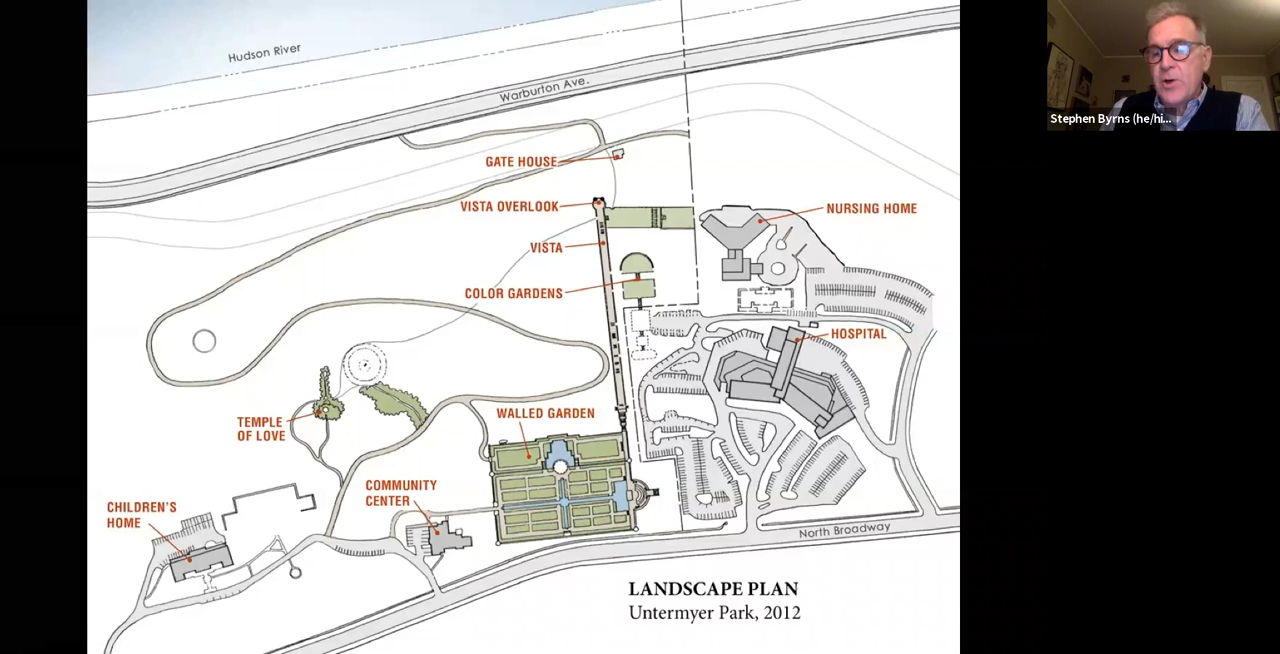 Hudson River
Warburton Ave.
Stephen Byrns (he/hi...
GATE HOUSE
VISTA OVERLOOK
NURSING HOME
VISTA
COLOR GARDENS
HOSPITAL
WALLED GARDEN
TEMPLE
OF LOVE
COMMUNITY
CENTER
CHILDREN'S
HOME
North Broadway
LANDSCAPE PLAN
Untermyer Park, 2012